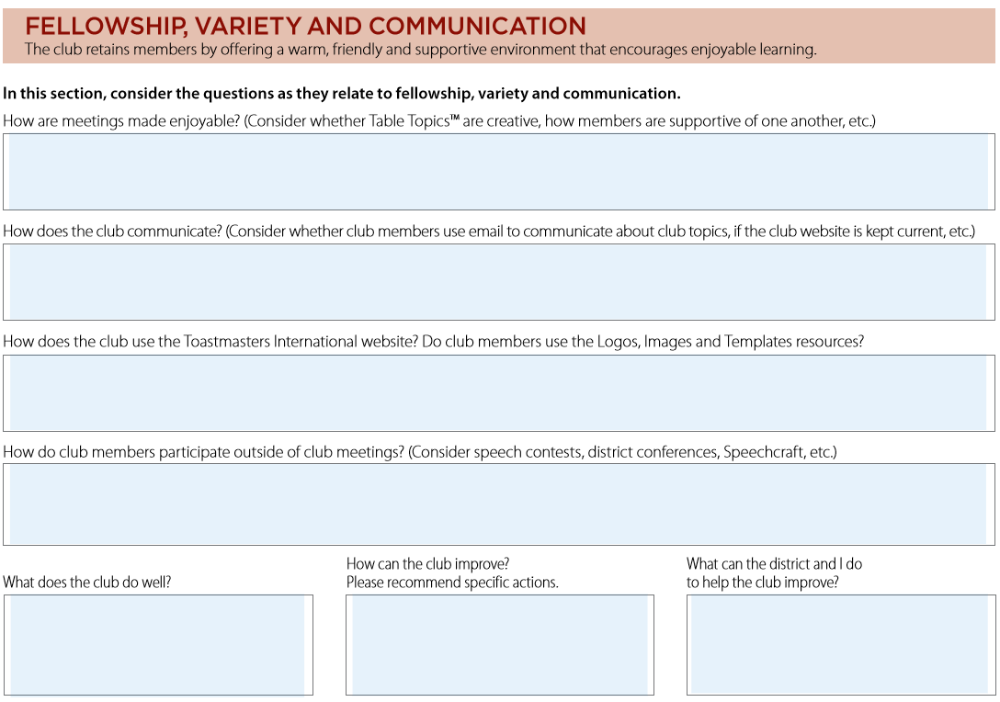 FELLOWSHIP, VARIETY AND COMMUNICATION
The club retains members by offering a warm, friendly and supportive environment that encourages enjoyable learning.
In this section, consider the questions as they relate to fellowship, variety and communication.
How are meetings made enjoyable? (Consider whether Table Topics™ are creative, how members are supportive of one another, etc.)
How does the club communicate? (Consider whether club members use email to communicate about club topics, if the club website is kept current, etc.)
How does the club use the Toastmasters International website? Do club members use the Logos, Images and Templates resources?
How do club members participate outside of club meetings? (Consider speech contests, district conferences, Speechcraft, etc.)
What does the club do well?
How can the club improve?
Please recommend specific actions.
What can the district and I do
to help the club improve?